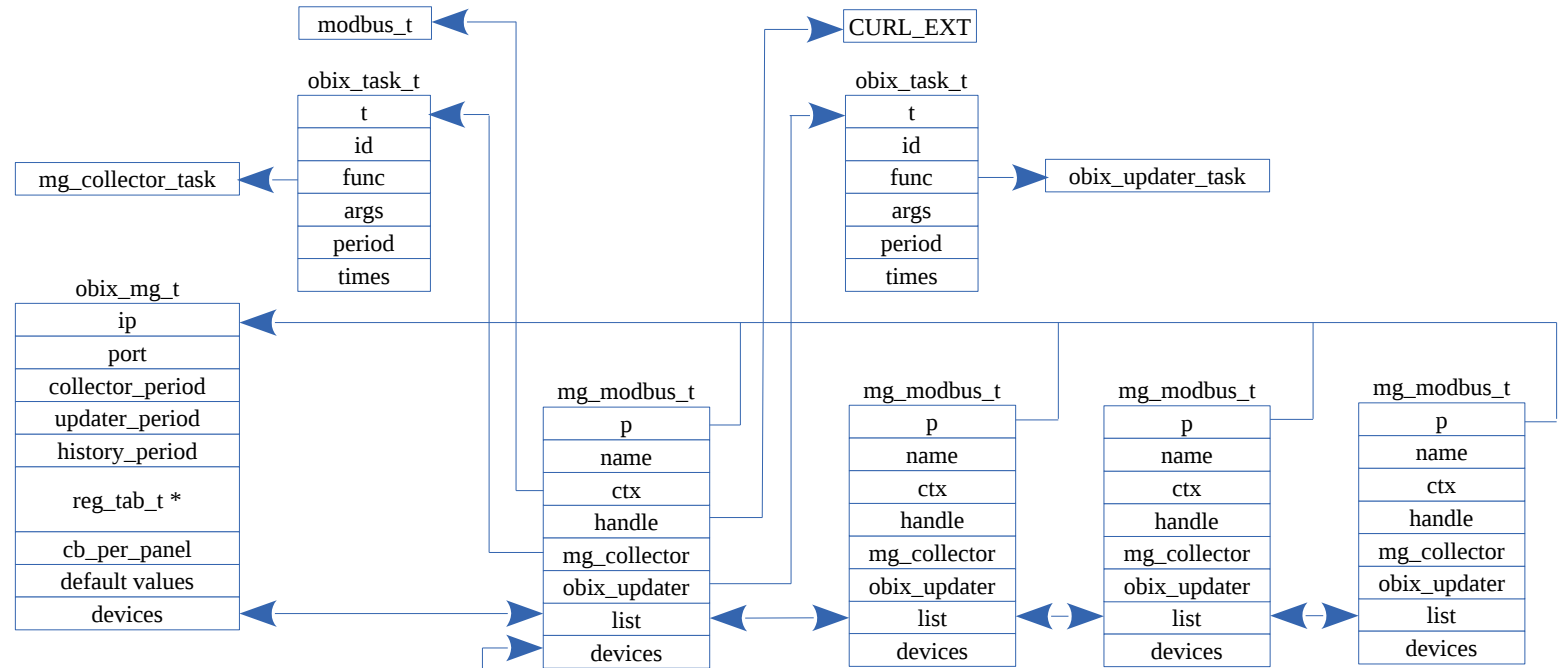 modbus_t
CURL_EXT
obix_task_t
t
id
func
args
period
times
obix_task_t
t
id
func
args
period
times
mg_collector_task
obix_updater_task
obix_mg_t
ip
port
collector_period
updater_period
history_period
reg_tab_t *
cb_per_panel
default values
devices
mg_modbus_t
p
name
ctx
handle
mg_collector
obix_updater
list
devices
mg_modbus_t
p
name
ctx
handle
mg_collector
obix_updater
list
devices
mg_modbus_t
p
name
ctx
handle
mg_collector
obix_updater
list
devices
mg_modbus_t
p
name
ctx
handle
mg_collector
obix_updater
list
devices